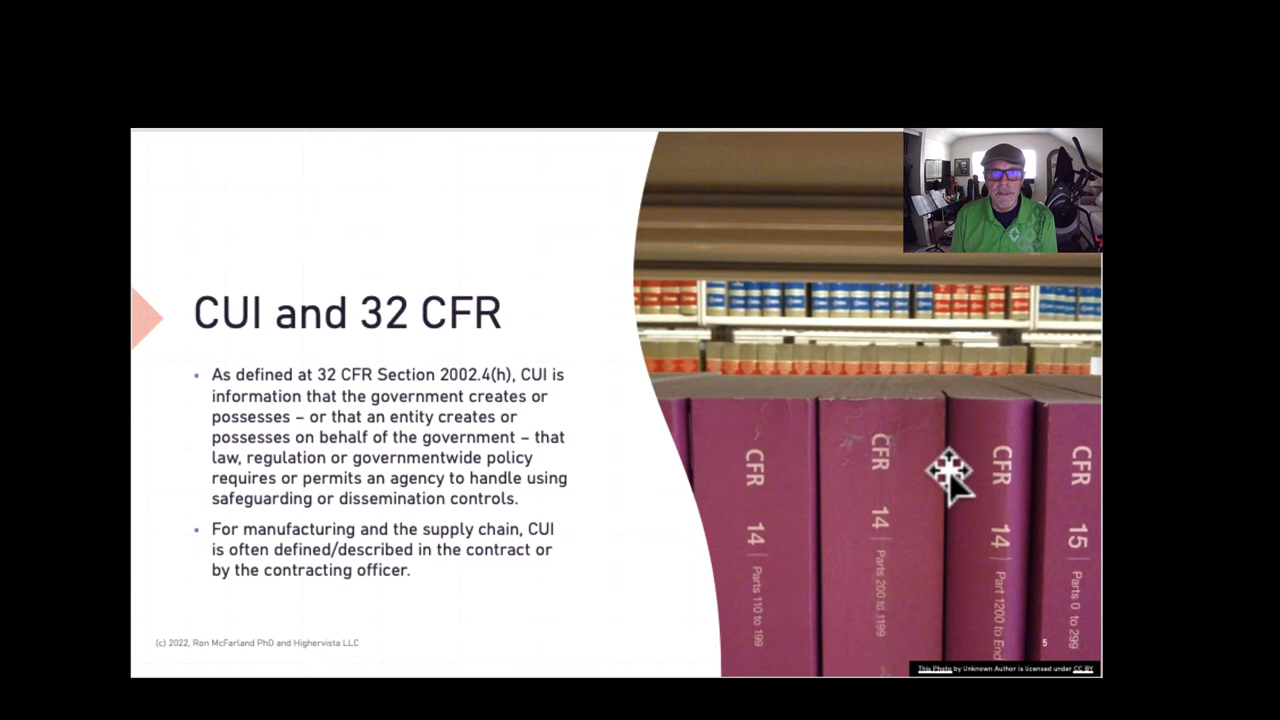 CUI and 32 CFR
• As defined at 32 CFR Section 2002.4(h), CUI is
information that the government creates or
possesses – or that an entity creates or
possesses on behalf of the government – that
law, regulation or governmentwide policy
requires or permits an agency to handle using
safeguarding or dissemination controls.
• For manufacturing and the supply chain, CUI
is often defined/described in the contract or
by the contracting officer.
(c) 2022, Ron McFarland PhD and Highervista LLC
CFR 14 Parts 110 to 199
CFR 14 Parts 200 to 1199
CFR 14 Part 1200 to End
CFR 15 Parts 0 to 299
5
This Photo by Unknown Author is licensed under CC BY